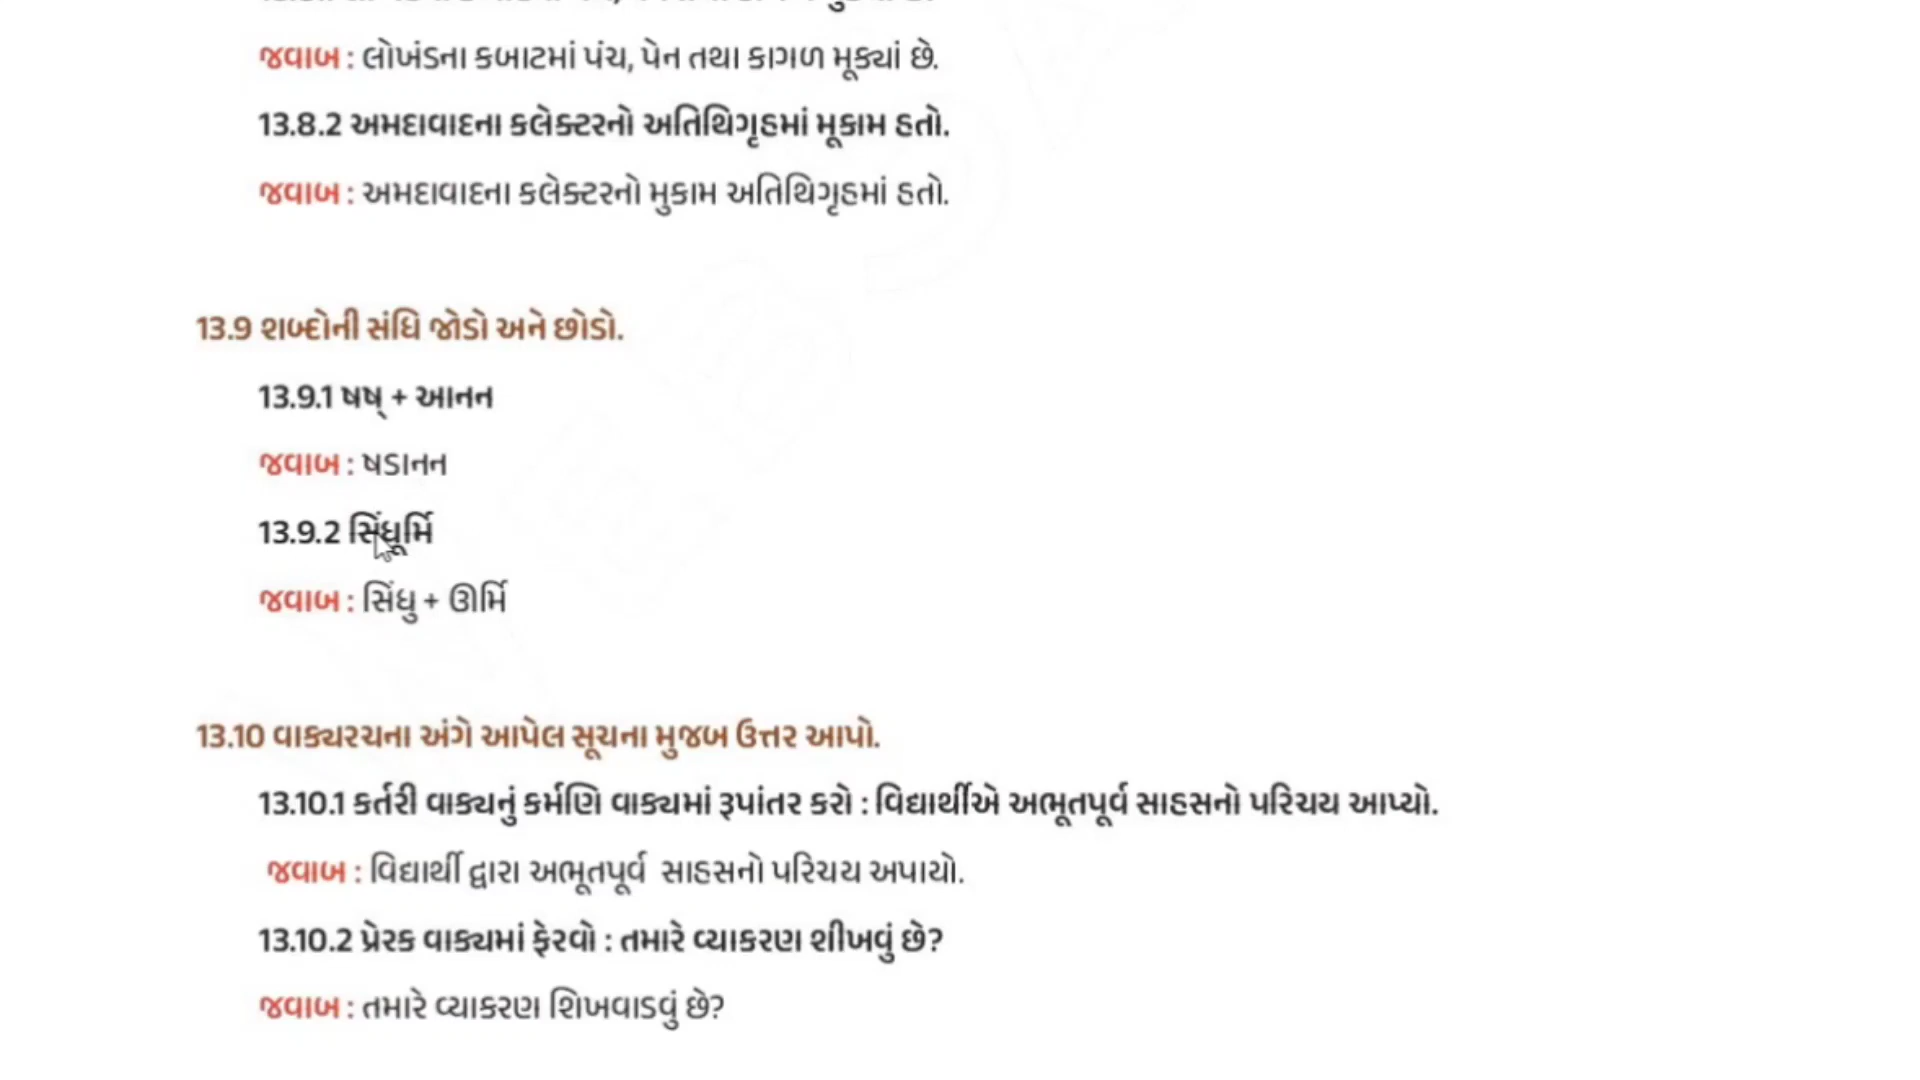 જવાબ : લોખંડના કબાટમાં પંચ, પેન તથા કાગળ મૂક્યાં છે.
13.8.2 અમદાવાદના કલેક્ટરનો અતિથિગૃહમાં મૂકામ હતો.
જવાબ : અમદાવાદના કલેક્ટરનો મુકામ અતિથિગૃહમાં હતો.
13.9 શબ્દોની સંધિ જોડો અને છોડો.
13.9.1 ષષ્ + આનન
જવાબ : ષડાનન
13.9.2 સિંધૂર્મિ
જવાબ : સિંધુ + ઊર્મિ
13.10 વાક્યરચના અંગે આપેલ સૂચના મુજબ ઉત્તર આપો.
13.10.1 કર્તરી વાક્યનું કર્મણિ વાક્યમાં રૂપાંતર કરો : વિદ્યાર્થીએ અભૂતપૂર્વ સાહસનો પરિચય આપ્યો.
જવાબ : વિદ્યાર્થી દ્વારા અભૂતપૂર્વ સાહસનો પરિચય અપાયો.
13.10.2 પ્રેરક વાક્યમાં ફેરવો : તમારે વ્યાકરણ શીખવું છે?
જવાબ : તમારે વ્યાકરણ શિખવાડવું છે?